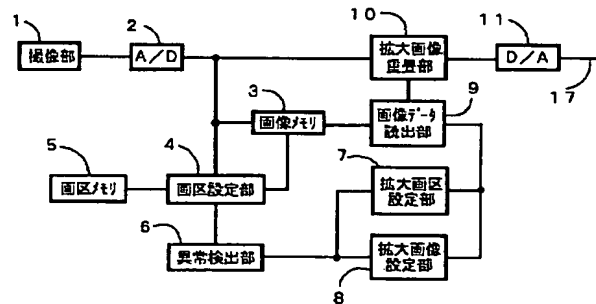 1
撮像部
2
A/D
3
画像メモリ
4
画区設定部
5
画区メモリ
6
異常検出部
7
拡大画区
設定部
8
拡大画像
設定部
9
画像データ
読出部
10
拡大画像
重畳部
11
D/A
17